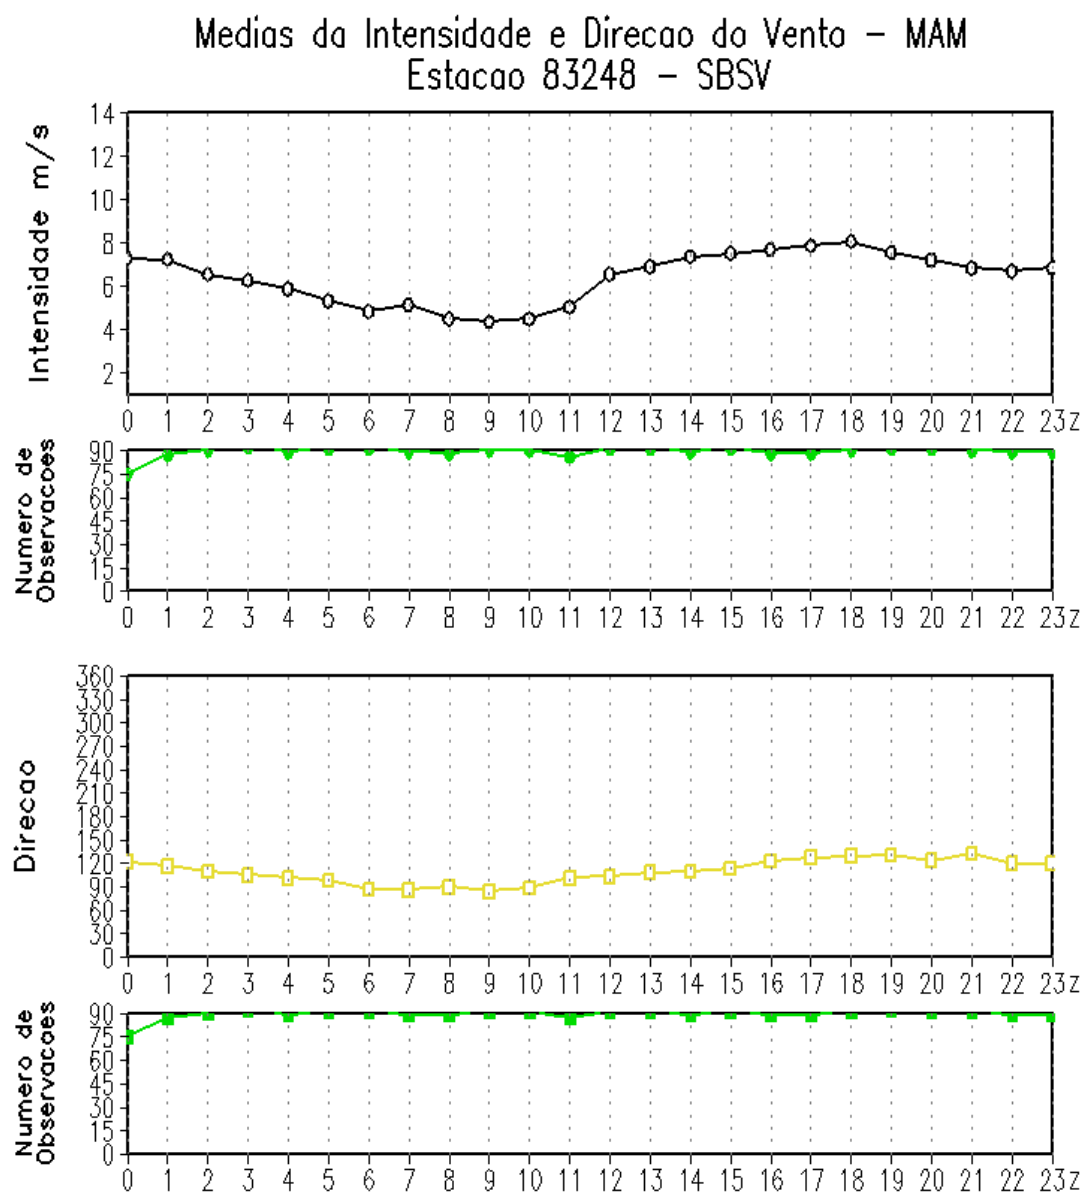 Medias da Intensidade e Direcao do Vento - MAM
Estacao 83248 - SBSV
Intensidade m/s
14
12
10
8
6
4
2
0 1 2 3 4 5 6 7 8 9 10 11 12 13 14 15 16 17 18 19 20 21 22 23z
Numero de
Observacoes
90
75
60
45
30
15
0
0 1 2 3 4 5 6 7 8 9 10 11 12 13 14 15 16 17 18 19 20 21 22 23z
Direcao
360
330
300
270
240
210
180
150
120
90
60
30
0
0 1 2 3 4 5 6 7 8 9 10 11 12 13 14 15 16 17 18 19 20 21 22 23z
Numero de
Observacoes
90
75
60
45
30
15
0
0 1 2 3 4 5 6 7 8 9 10 11 12 13 14 15 16 17 18 19 20 21 22 23z